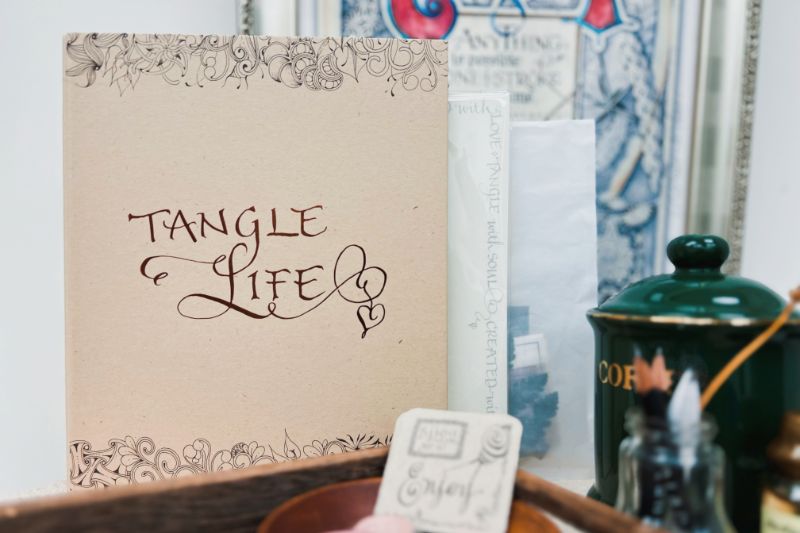 TANGLE
LIFE
ANYTHING
is possible
ONE STROKE
with
LOVE & TANGLE with SOUL & CREATED with
COF
Enjoy